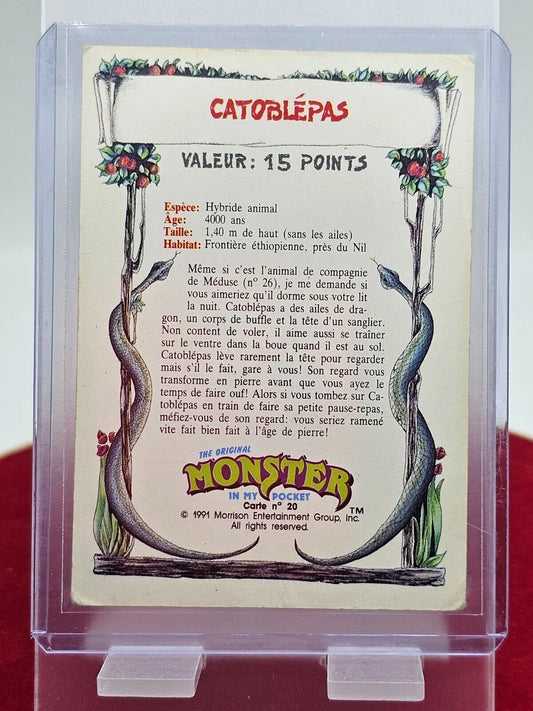 CATOBLÉPAS
VALEUR: 15 POINTS
Espèce: Hybride animal
Âge: 4000 ans
Taille: 1,40 m de haut (sans les ailes)
Habitat: Frontière éthiopienne, près du Nil
Même si c'est l'animal de compagnie
de Méduse (nº 26), je me demande si
vous aimeriez qu'il dorme sous votre lit
la nuit. Catoblépas a des ailes de dra-
gon, un corps de buffle et la tête d'un sanglier.
Non content de voler, il aime aussi se traîner
sur le ventre dans la boue quand il est au sol.
Catoblépas lève rarement la tête pour regarder
mais s'il le fait, gare à vous! Son regard vous
transforme en pierre avant que vous ayez le
temps de faire ouf! Alors si vous tombez sur Ca-
toblépas en train de faire sa petite pause-repas,
méfiez-vous de son regard: vous seriez ramené
vite fait bien fait à l'âge de pierre!
THE ORIGINAL
MONSTER
IN MY POCKET
TM
Carte nº 20
© 1991 Morrison Entertainment Group, Inc.
All rights reserved.